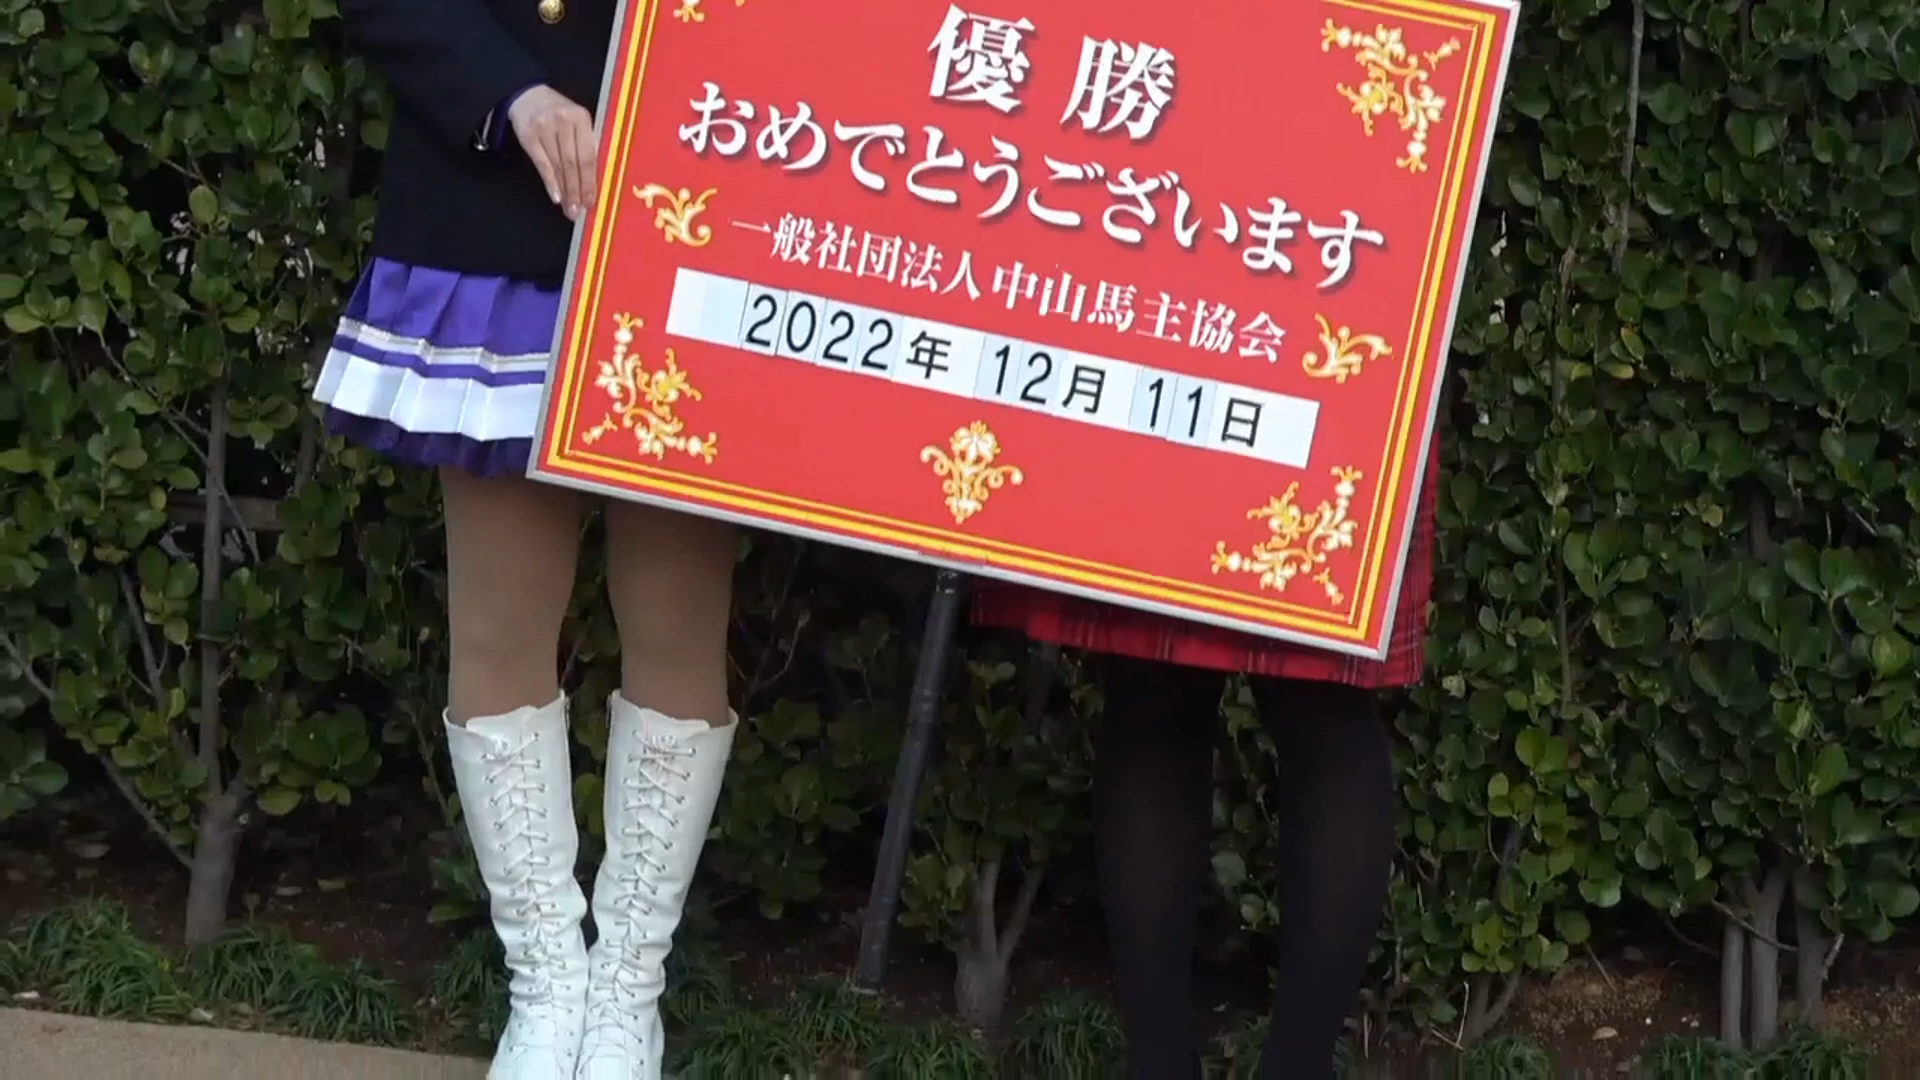 優勝
おめでとうございます
一般社団法人 中山馬主協会
2022年 12月 11日